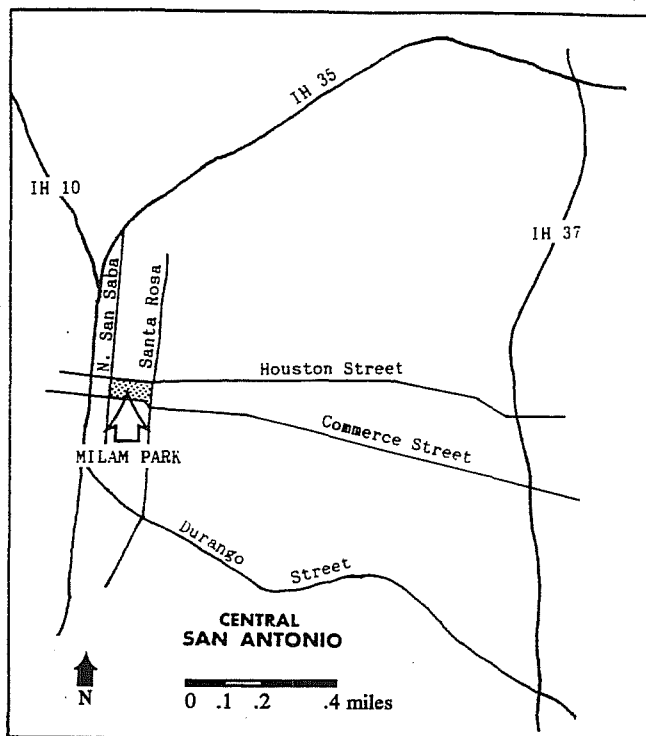 IH 35
IH 10
IH 37
N. San Saba
Santa Rosa
Houston Street
Commerce Street
MILAM PARK
Durango Street
CENTRAL
SAN ANTONIO
N
0 .1 .2 .4 miles